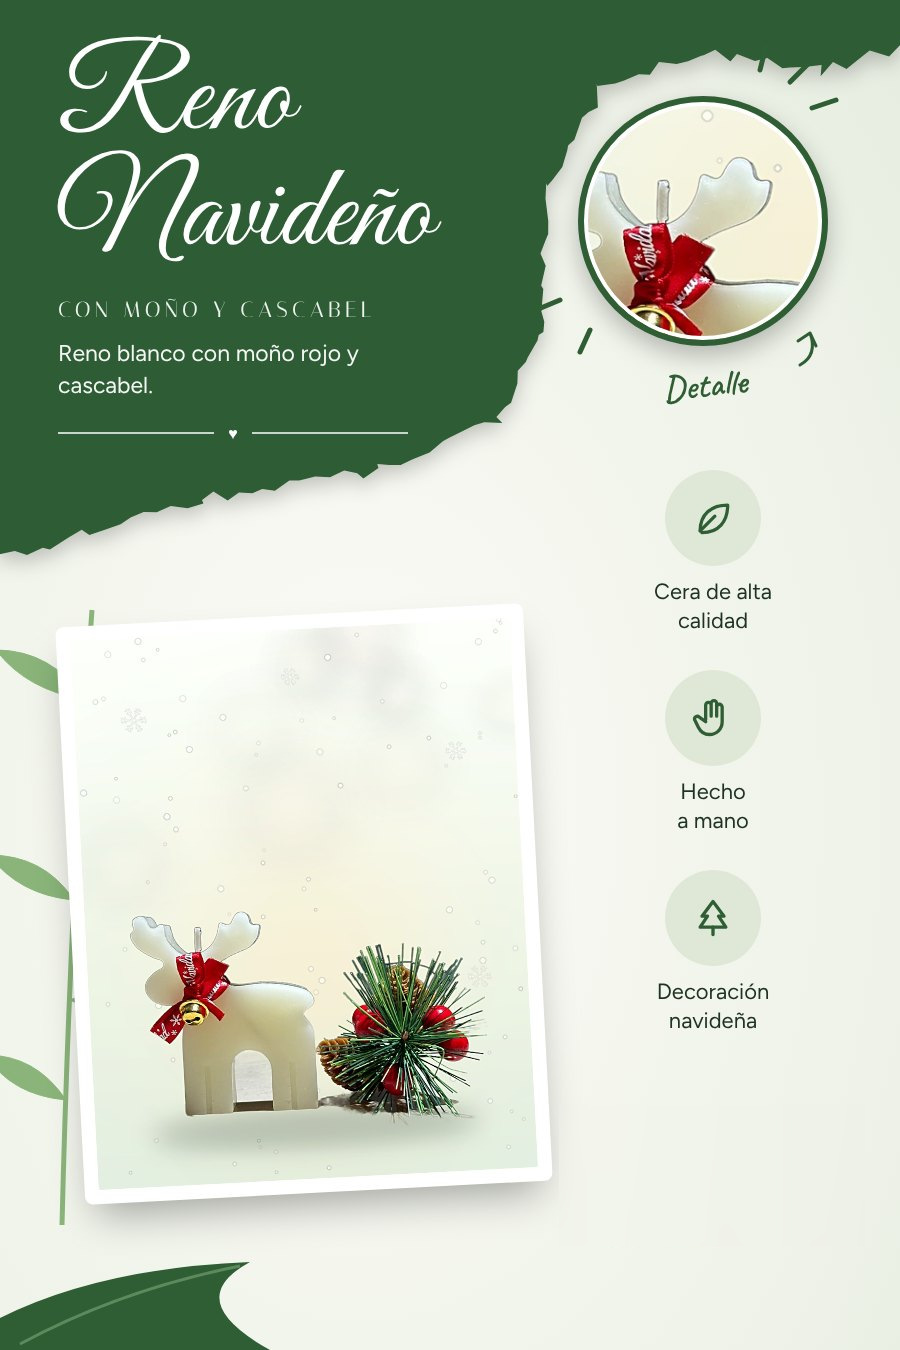 Reno
Navideño
CON MOÑO Y CASCABEL
Reno blanco con moño rojo y
cascabel.
Navida
Detalle
Cera de alta
calidad
Hecho
a mano
Decoración
navideña